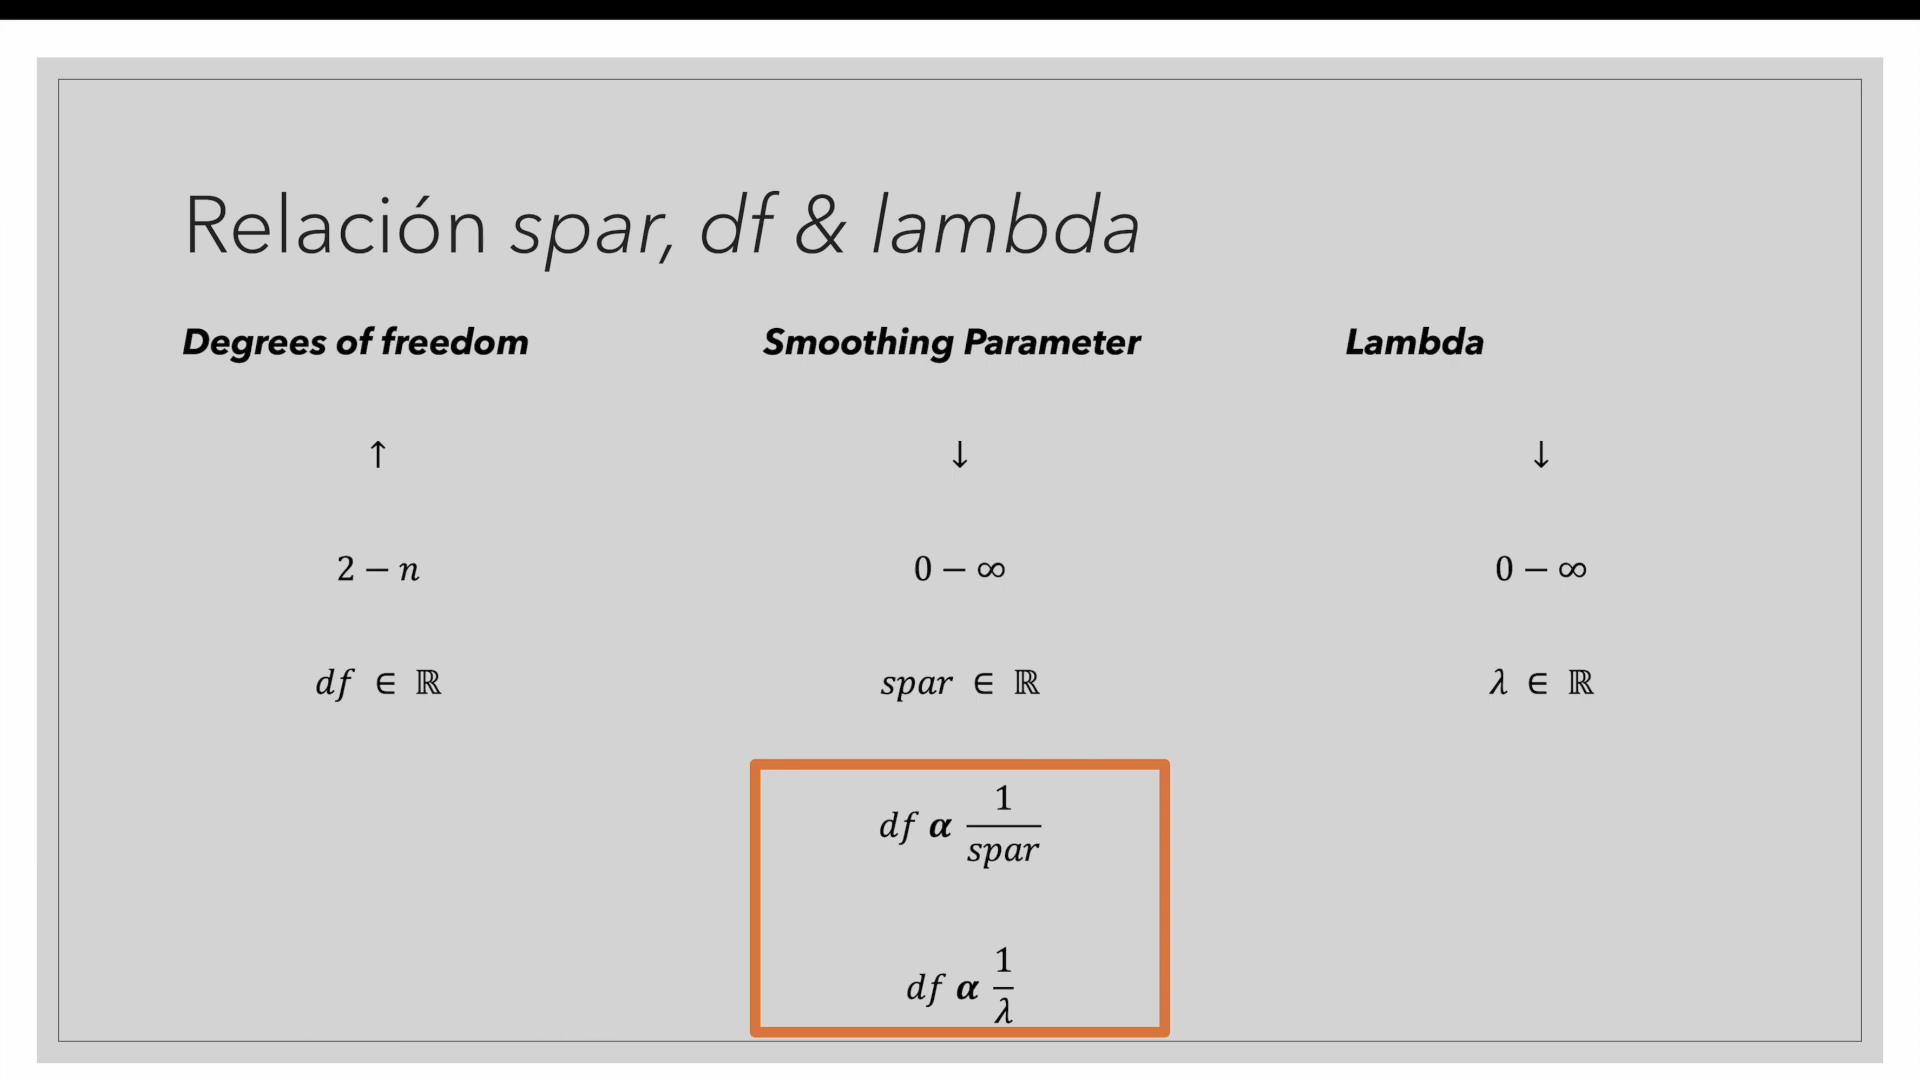 Relación spar, df & lambda
Degrees of freedom
↑
2 − n
df ∈ ℝ
Smoothing Parameter
↓
0 − ∞
spar ∈ ℝ
df α 1/spar
df α 1/λ
Lambda
↓
0 − ∞
λ ∈ ℝ